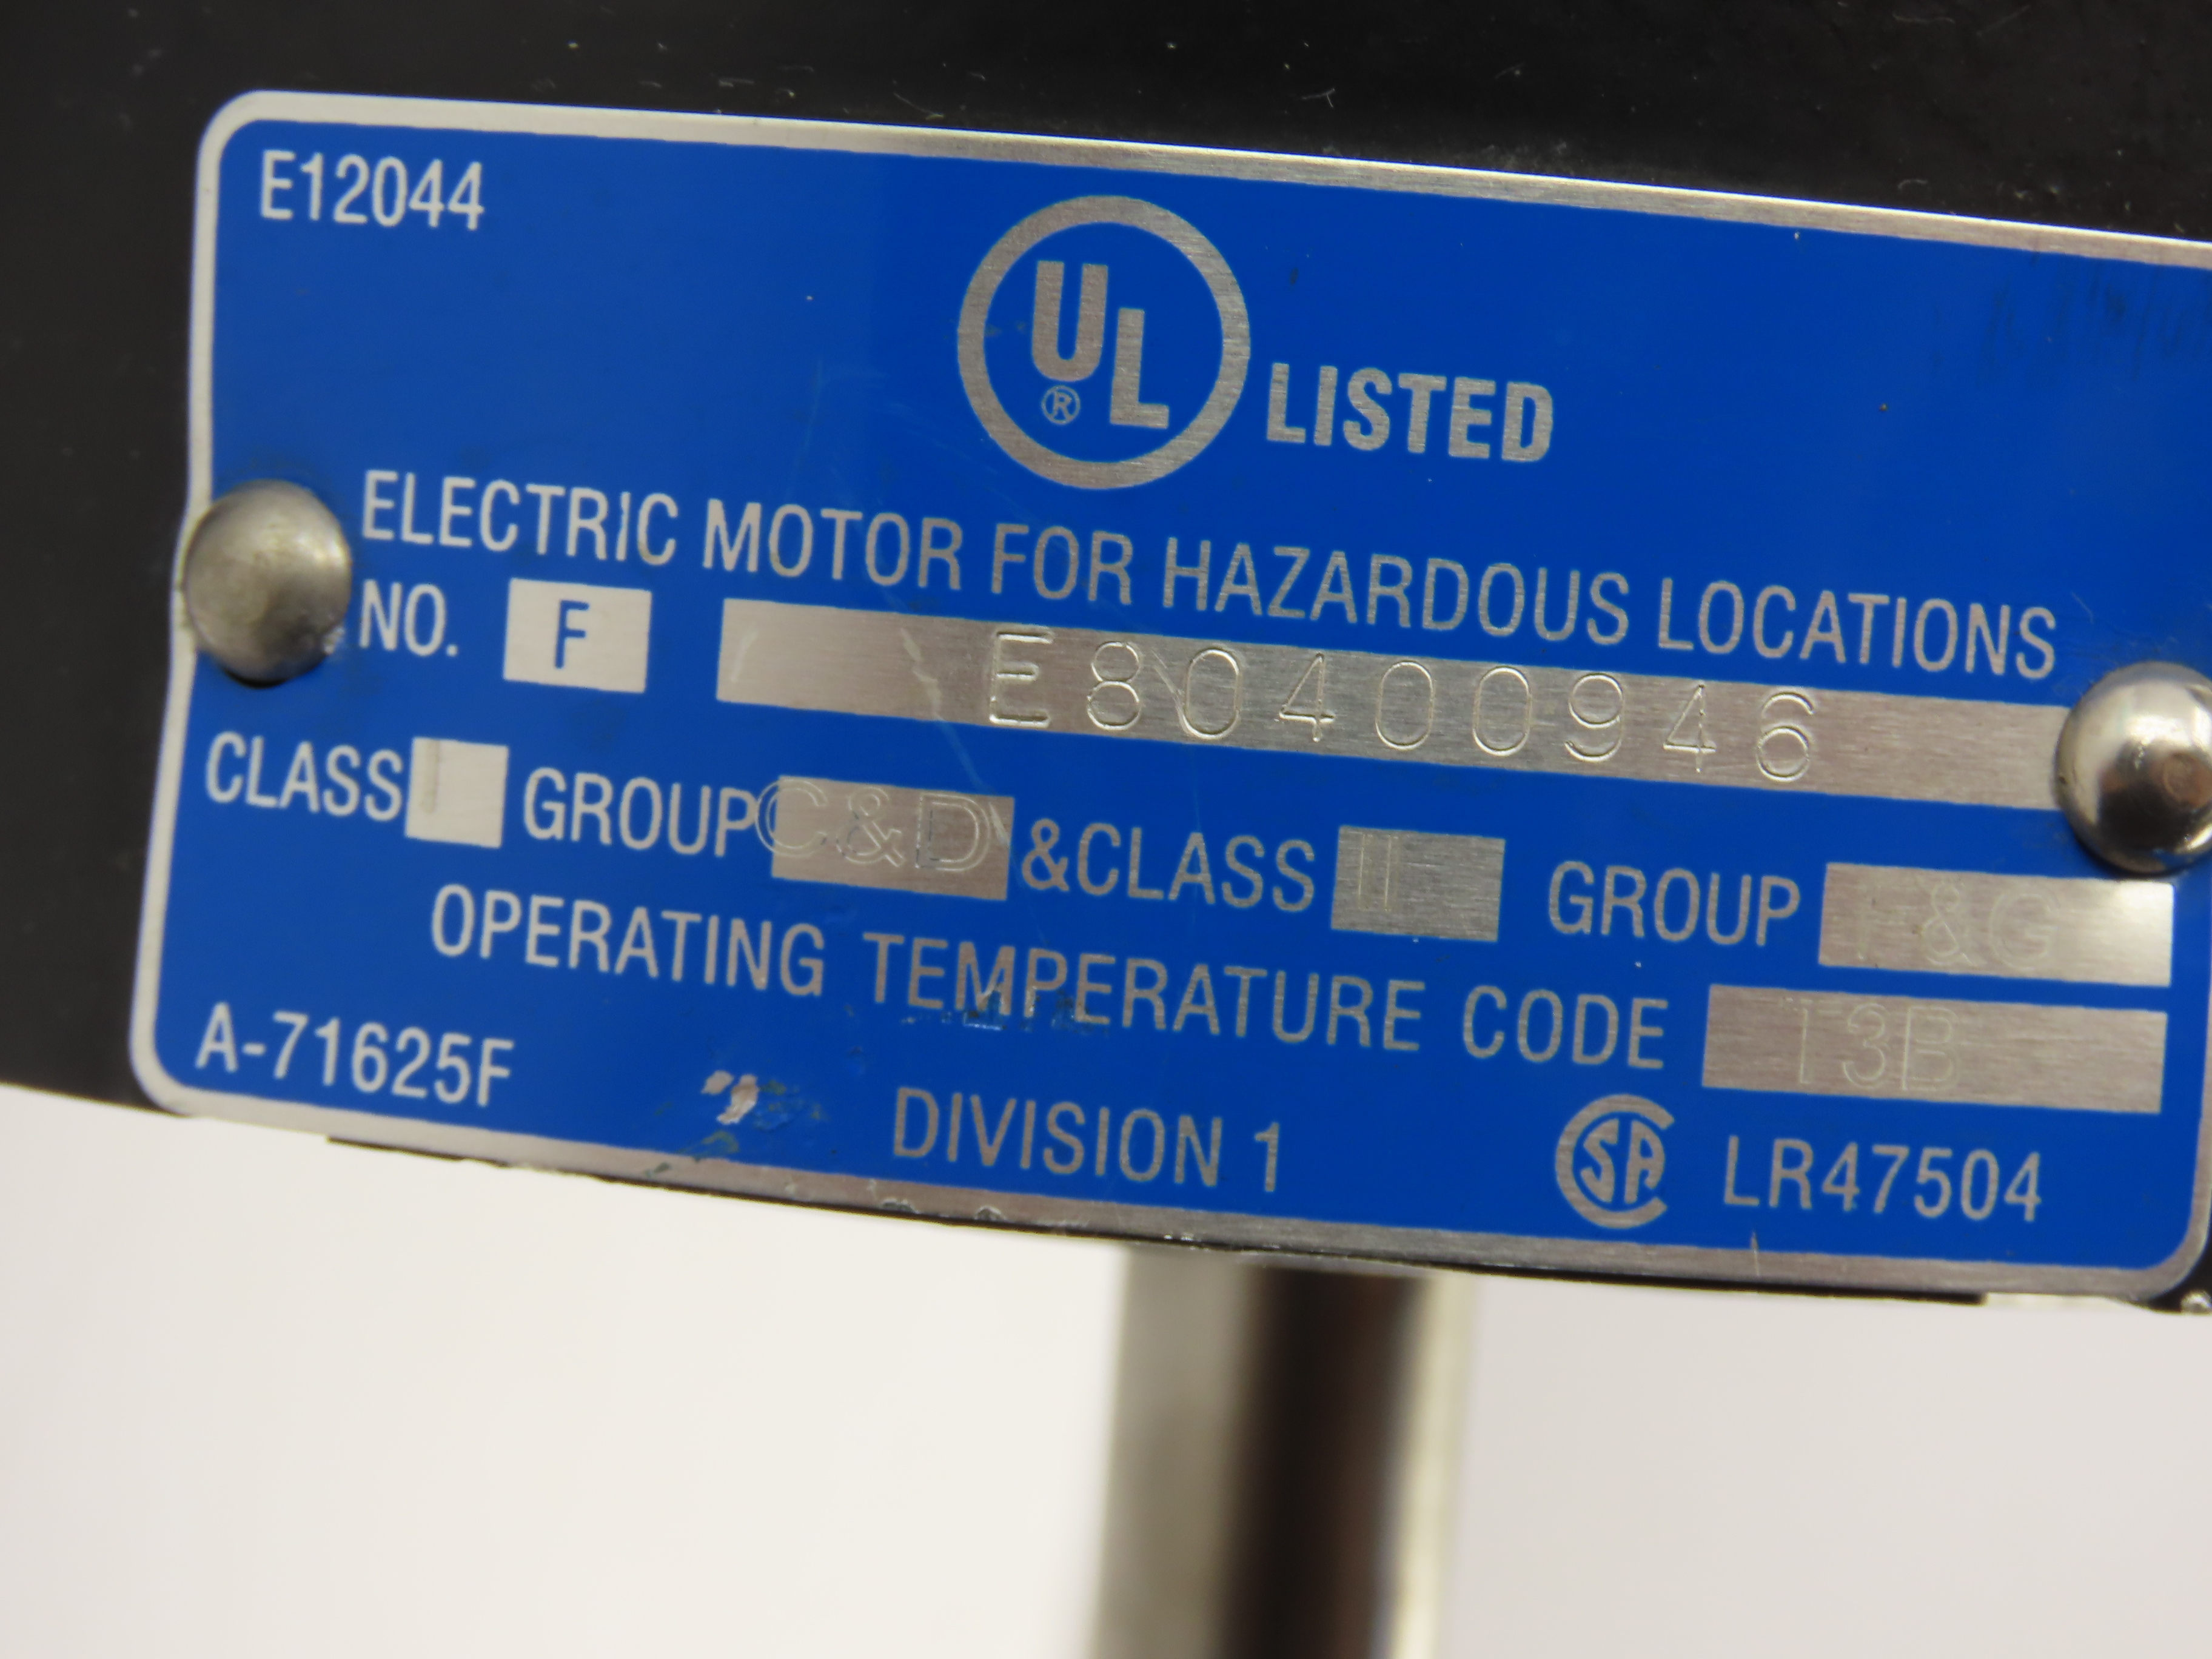 E12044
UL ® LISTED
ELECTRIC MOTOR FOR HAZARDOUS LOCATIONS
NO. F E80400946
CLASS I GROUP C&D & CLASS II GROUP F&G
OPERATING TEMPERATURE CODE T3B
A-71625F DIVISION 1 CSA LR47504